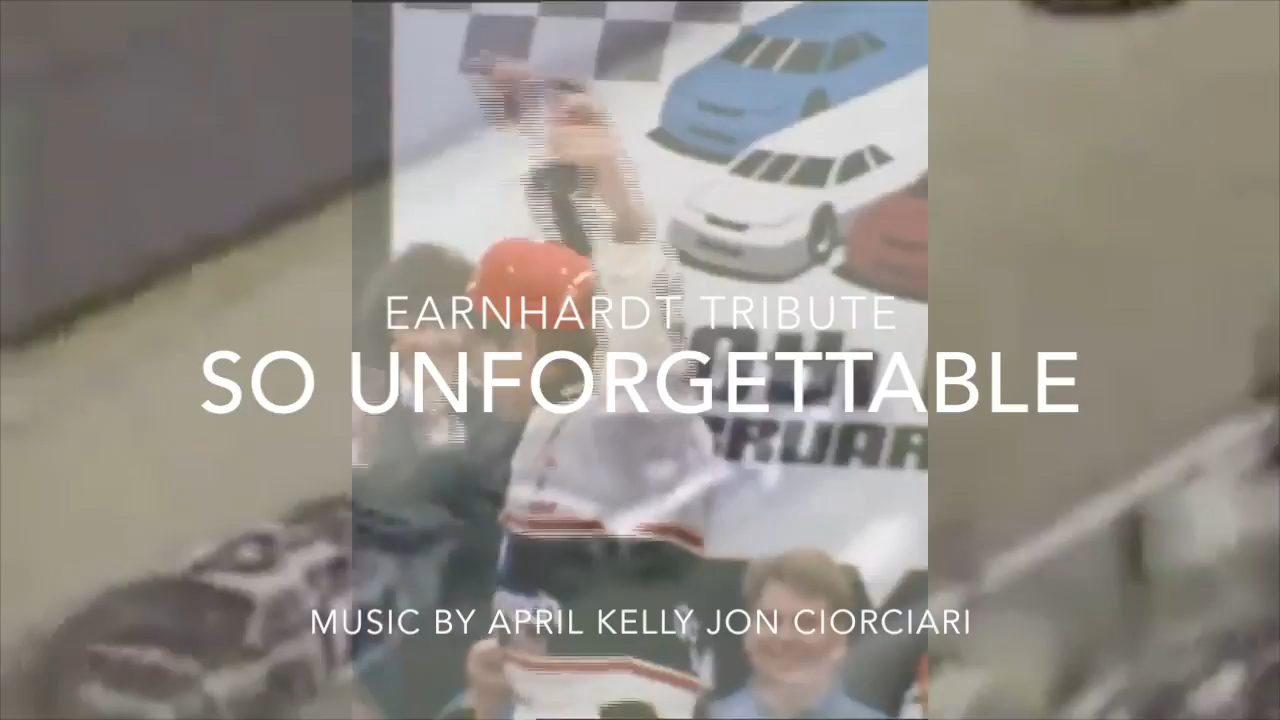 EARNHARDT TRIBUTE
SO UNFORGETTABLE
MUSIC BY APRIL KELLY JON CIORCIARI